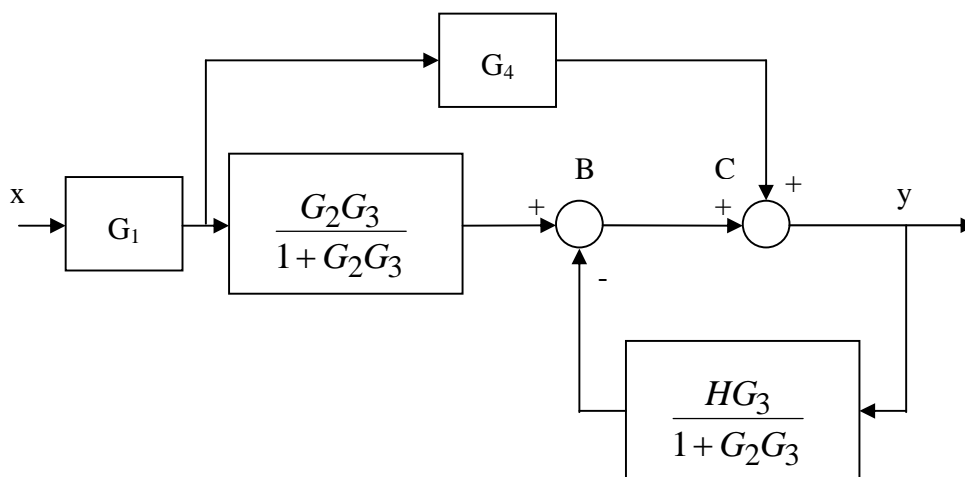 G₄
B
C
x
+
+
+
y
G₁
G₂G₃
1 + G₂G₃
-
HG₃
1 + G₂G₃